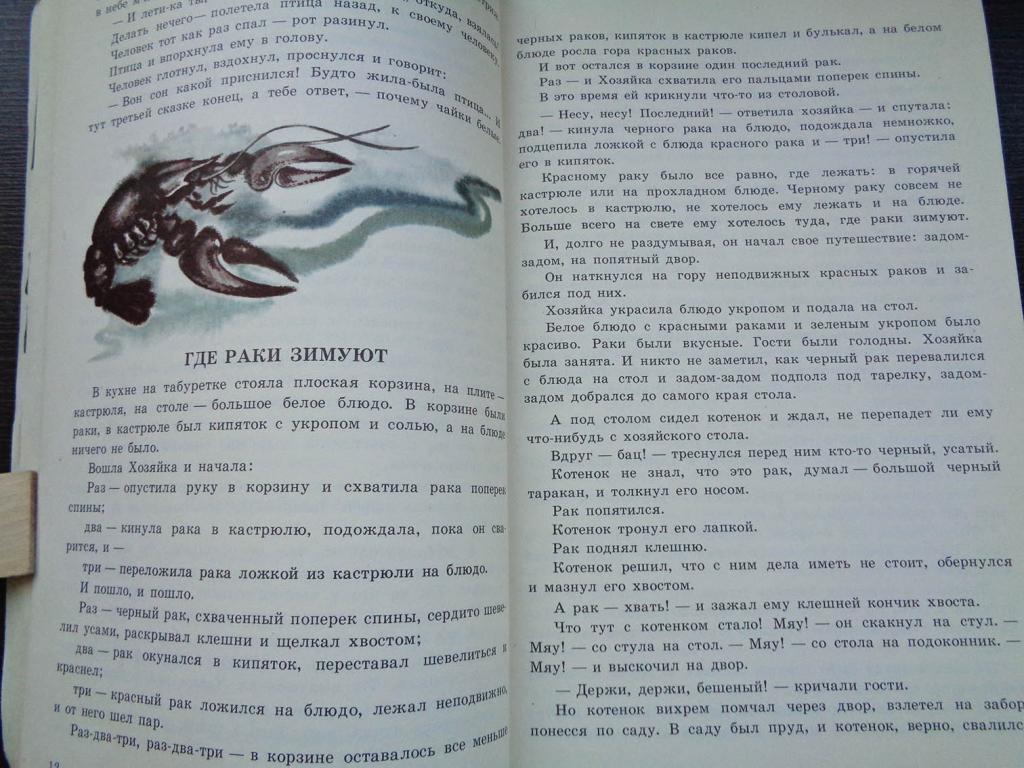 в небе м
— И лети-ка ты,
откуда, взялась!
Делать нечего — полетела птица назад, к своему человеку.
Человек тот как раз спал — рот разинул.
Птица и впорхнула ему в голову.
Человек глотнул, вздохнул, проснулся и говорит:
— Вон сон какой приснился! Будто жила-была птица... И
тут третьей сказке конец, а тебе ответ, — почему чайки белые.
ГДЕ РАКИ ЗИМУЮТ
В кухне на табуретке стояла плоская корзина, на плите —
кастрюля, на столе — большое белое блюдо. В корзине были
раки, в кастрюле был кипяток с укропом и солью, а на блюде
ничего не было.
Вошла Хозяйка и начала:
Раз — опустила руку в корзину и схватила рака поперек
спины;
два — кинула рака в кастрюлю, подождала, пока он сва-
рится, и —
три — переложила рака ложкой из кастрюли на блюдо.
И пошло, и пошло.
Раз — черный рак, схваченный поперек спины, сердито шеве-
лил усами, раскрывал клешни и щелкал хвостом;
два — рак окунался в кипяток, переставал шевелиться и
краснел;
три — красный рак ложился на блюдо, лежал неподвижно,
и от него шел пар.
Раз-два-три, раз-два-три — в корзине оставалось все меньше
12
черных раков, кипяток в кастрюле кипел и булькал, а на белом
блюде росла гора красных раков.
И вот остался в корзине один последний рак.
Раз — и Хозяйка схватила его пальцами поперек спины.
В это время ей крикнули что-то из столовой.
— Несу, несу! Последний! — ответила хозяйка — и спутала:
два! — кинула черного рака на блюдо, подождала немножко,
подцепила ложкой с блюда красного рака и — три! — опустила
его в кипяток.
Красному раку было все равно, где лежать: в горячей
кастрюле или на прохладном блюде. Черному раку совсем не
хотелось в кастрюлю, не хотелось ему лежать и на блюде.
Больше всего на свете ему хотелось туда, где раки зимуют.
И, долго не раздумывая, он начал свое путешествие: задом-
задом, на попятный двор.
Он наткнулся на гору неподвижных красных раков и за-
бился под них.
Хозяйка украсила блюдо укропом и подала на стол.
Белое блюдо с красными раками и зеленым укропом было
красиво. Раки были вкусные. Гости были голодны. Хозяйка
была занята. И никто не заметил, как черный рак перевалился
с блюда на стол и задом-задом подполз под тарелку, задом-
задом добрался до самого края стола.
А под столом сидел котенок и ждал, не перепадет ли ему
что-нибудь с хозяйского стола.
Вдруг — бац! — треснулся перед ним кто-то черный, усатый.
Котенок не знал, что это рак, думал — большой черный
таракан, и толкнул его носом.
Рак попятился.
Котенок тронул его лапкой.
Рак поднял клешню.
Котенок решил, что с ним дела иметь не стоит, обернулся
и мазнул его хвостом.
А рак — хвать! — и зажал ему клешней кончик хвоста.
Что тут с котенком стало! Мяу! — он скакнул на стул. —
Мяу! — со стула на стол. — Мяу! — со стола на подоконник. —
Мяу! — и выскочил на двор.
— Держи, держи, бешеный! — кричали гости.
Но котенок вихрем помчал через двор, взлетел на забор
понесся по саду. В саду был пруд, и котенок, верно, свалилс